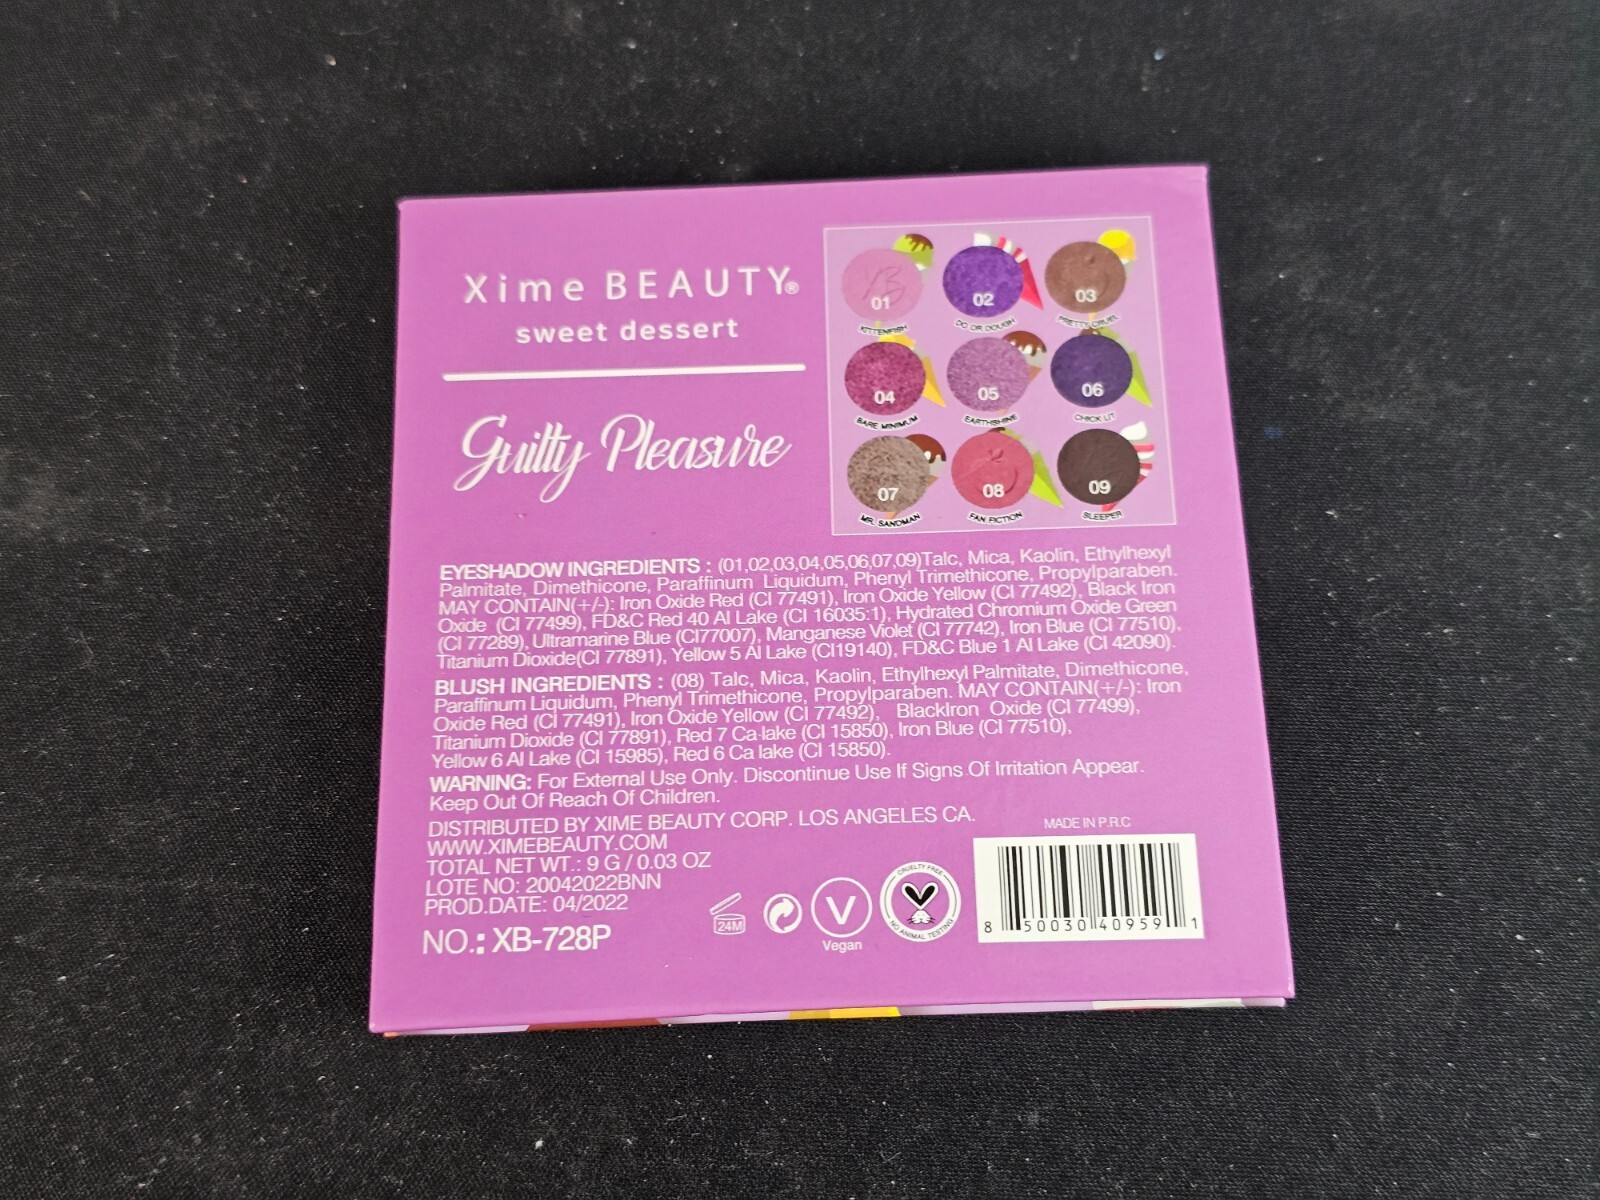 Xime BEAUTY®
sweet dessert
Guilty Pleasure
01 02 03
KITTENFISH DO OR DOUGH PRETTY CRUEL
04 05 06
BARE MINIMUM EARTHSHINE CHICK LIT
07 08 09
MR. SANDMAN FAN FICTION SLEEPER
EYESHADOW INGREDIENTS : (01,02,03,04,05,06,07,09)Talc, Mica, Kaolin, Ethylhexyl
Palmitate, Dimethicone, Paraffinum Liquidum, Phenyl Trimethicone, Propylparaben.
MAY CONTAIN(+/-): Iron Oxide Red (CI 77491), Iron Oxide Yellow (CI 77492), Black Iron
Oxide (CI 77499), FD&C Red 40 Al Lake (CI 16035:1), Hydrated Chromium Oxide Green
(CI 77289), Ultramarine Blue (CI77007), Manganese Violet (CI 77742), Iron Blue (CI 77510),
Titanium Dioxide(CI 77891), Yellow 5 Al Lake (CI19140), FD&C Blue 1 Al Lake (CI 42090).
BLUSH INGREDIENTS : (08) Talc, Mica, Kaolin, Ethylhexyl Palmitate, Dimethicone,
Paraffinum Liquidum, Phenyl Trimethicone, Propylparaben. MAY CONTAIN(+/-): Iron
Oxide Red (CI 77491), Iron Oxide Yellow (CI 77492), BlackIron Oxide (CI 77499),
Titanium Dioxide (CI 77891), Red 7 Ca-lake (CI 15850), Iron Blue (CI 77510),
Yellow 6 Al Lake (CI 15985), Red 6 Ca lake (CI 15850).
WARNING: For External Use Only. Discontinue Use If Signs Of Irritation Appear.
Keep Out Of Reach Of Children.
DISTRIBUTED BY XIME BEAUTY CORP. LOS ANGELES CA.
WWW.XIMEBEAUTY.COM
TOTAL NET WT.: 9 G / 0.03 OZ
LOTE NO: 20042022BNN
PROD.DATE: 04/2022
NO.: XB-728P
24M
V
Vegan
CRUELTY FREE
NO ANIMAL TESTING
MADE IN P.R.C
8 50030 40959 1